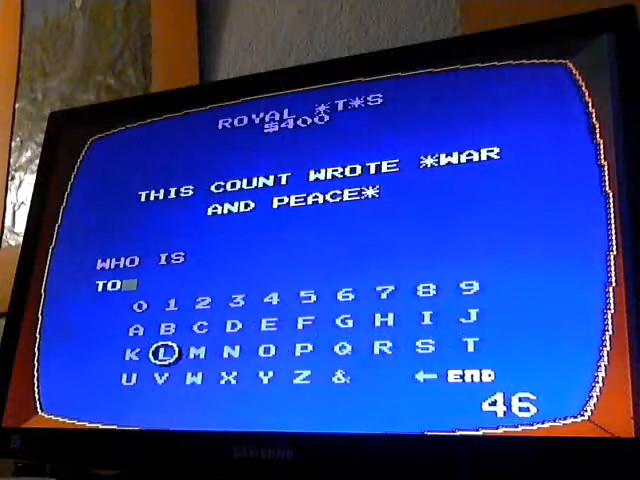 ROYAL *T*S
$400
THIS COUNT WROTE *WAR
AND PEACE*
WHO IS
TO
0 1 2 3 4 5 6 7 8 9
A B C D E F G H I J
K L M N O P Q R S T
U V W X Y Z & ← END
46
SAMSUNG